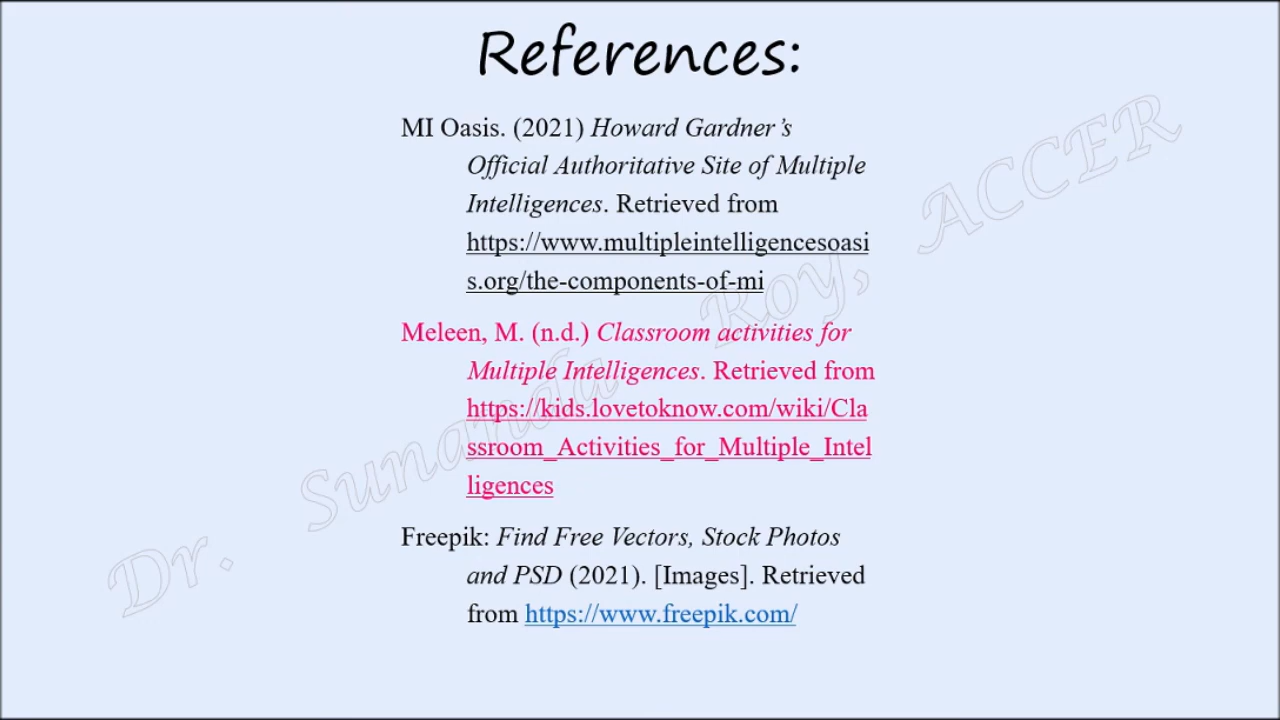 References:
MI Oasis. (2021) Howard Gardner’s
Official Authoritative Site of Multiple
Intelligences. Retrieved from
https://www.multipleintelligencesoasi
s.org/the-components-of-mi
Meleen, M. (n.d.) Classroom activities for
Multiple Intelligences. Retrieved from
https://kids.lovetoknow.com/wiki/Cla
ssroom_Activities_for_Multiple_Intel
ligences
Freepik: Find Free Vectors, Stock Photos
and PSD (2021). [Images]. Retrieved
from https://www.freepik.com/
Dr. Sunanda Roy, ACCER